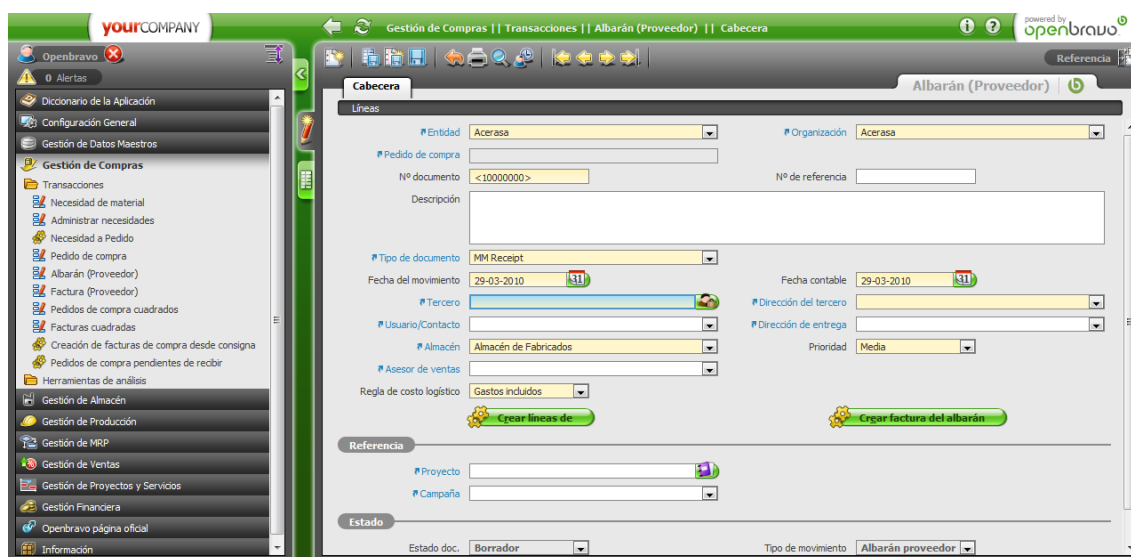 yourCOMPANY
Gestión de Compras || Transacciones || Albarán (Proveedor) || Cabecera
powered by
openbravo
Openbravo
0 Alertas
Referencia
Cabecera
Albarán (Proveedor)
Líneas
Diccionario de la Aplicación
Configuración General
Gestión de Datos Maestros
Gestión de Compras
Transacciones
Necesidad de material
Administrar necesidades
Necesidad a Pedido
Pedido de compra
Albarán (Proveedor)
Factura (Proveedor)
Pedidos de compra cuadrados
Facturas cuadradas
Creación de facturas de compra desde consigna
Pedidos de compra pendientes de recibir
Herramientas de análisis
Gestión de Almacén
Gestión de Producción
Gestión de MRP
Gestión de Ventas
Gestión de Proyectos y Servicios
Gestión Financiera
Openbravo página oficial
Información
Entidad Acerasa Organización Acerasa
Pedido de compra
Nº documento <10000000> Nº de referencia
Descripción
Tipo de documento MM Receipt
Fecha del movimiento 29-03-2010 31 Fecha contable 29-03-2010 31
Tercero Dirección del tercero
Usuario/Contacto Dirección de entrega
Almacén Almacén de Fabricados Prioridad Media
Asesor de ventas
Regla de costo logístico Gastos incluidos
Crear líneas de Crear factura del albarán
Referencia
Proyecto
Campaña
Estado
Estado doc. Borrador Tipo de movimiento Albarán proveedor